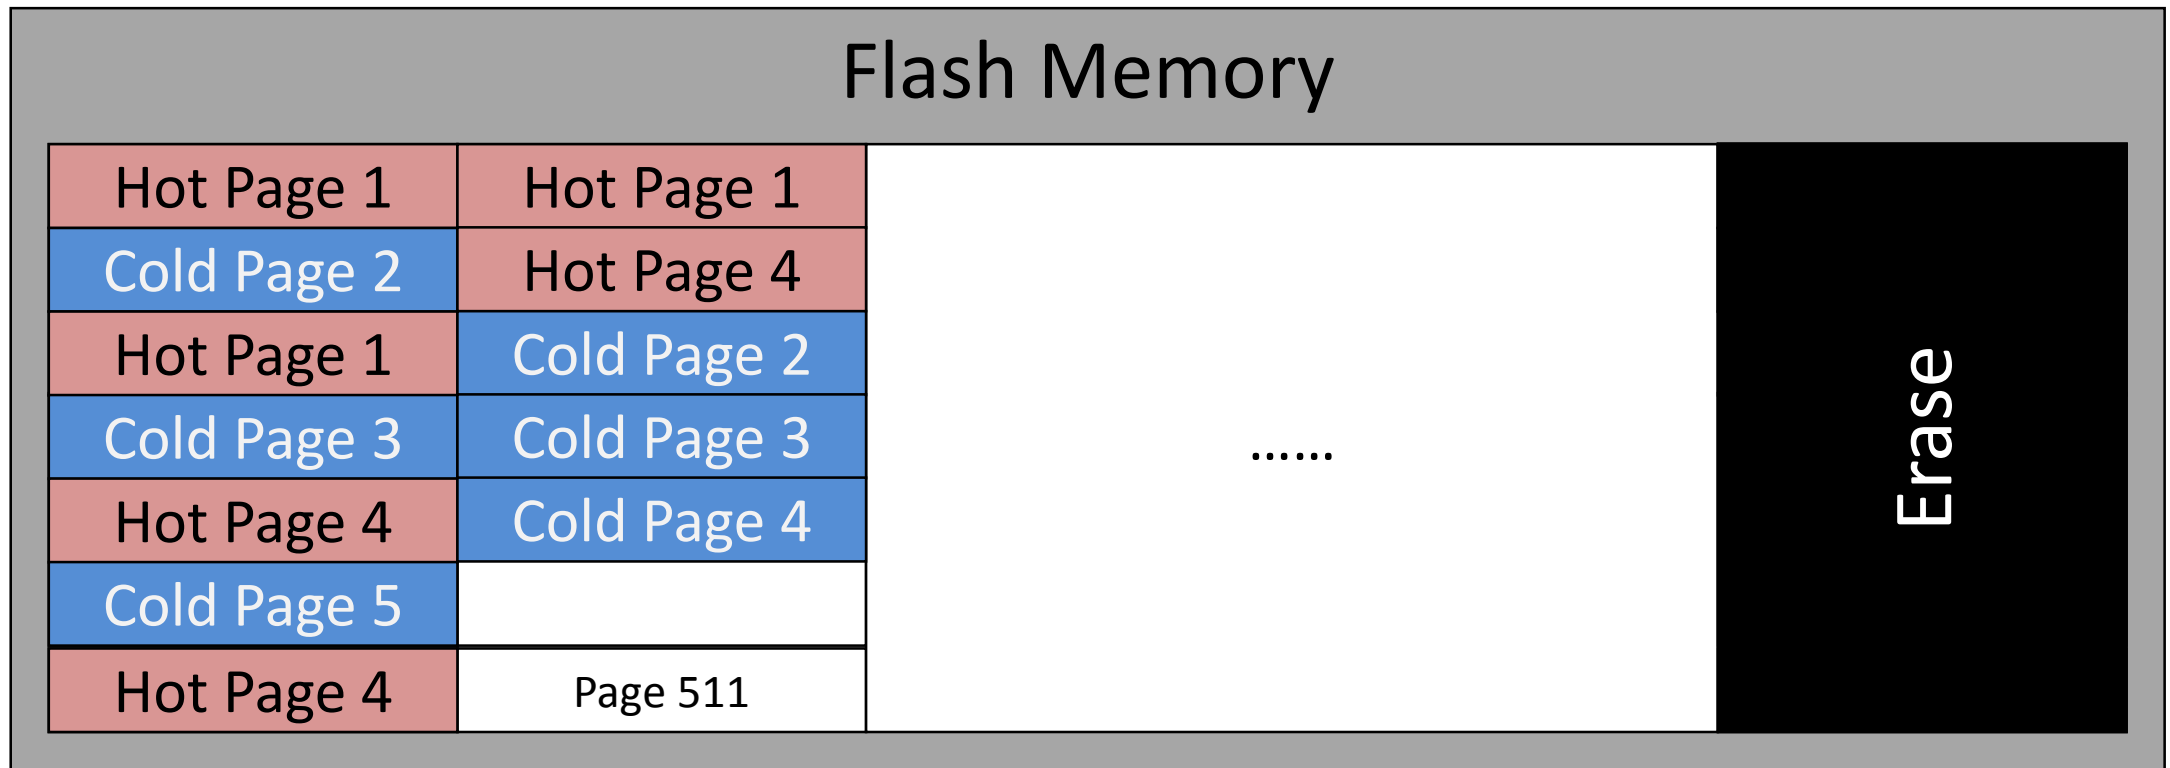 Flash Memory
Hot Page 1
Cold Page 2
Hot Page 1
Cold Page 3
Hot Page 4
Cold Page 5
Hot Page 4
Hot Page 1
Hot Page 4
Cold Page 2
Cold Page 3
Cold Page 4
Page 511
......
Erase